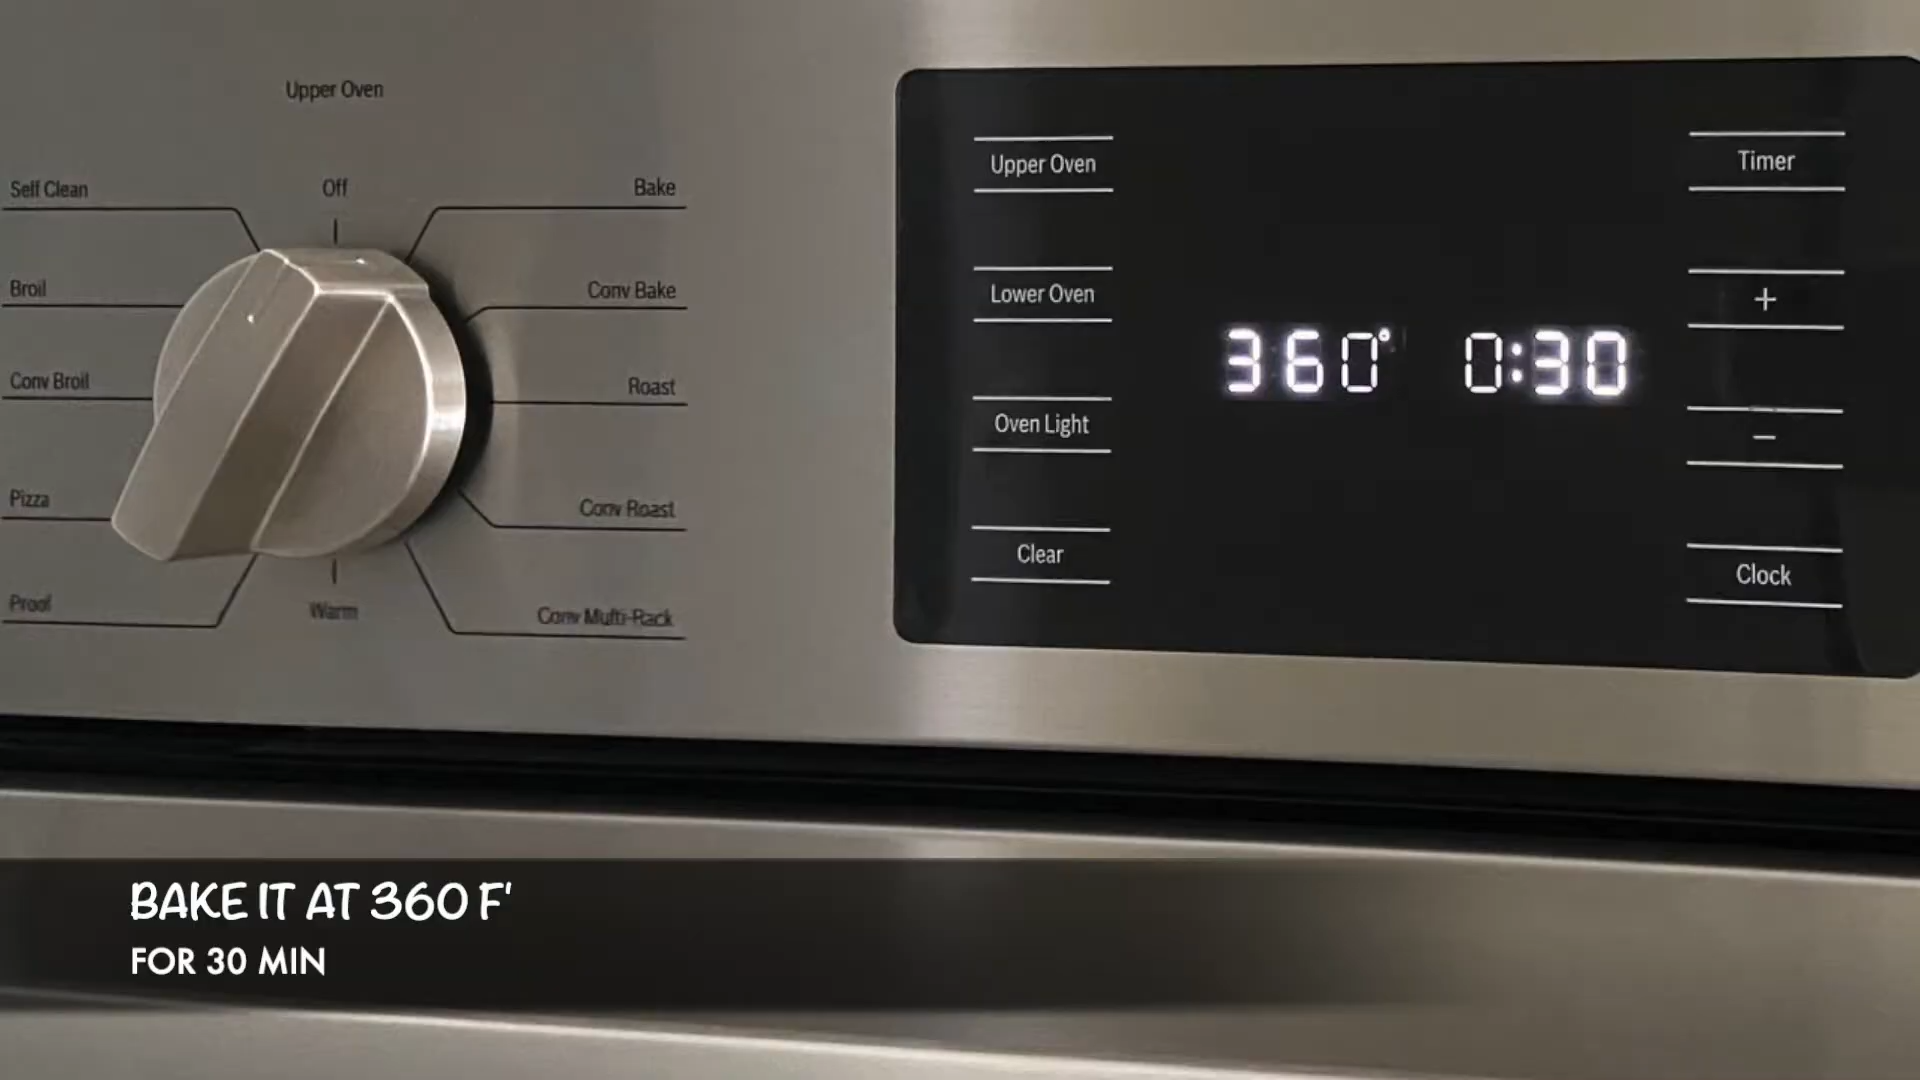 Upper Oven
Self Clean
Off
Bake
Broil
Conv Bake
Conv Broil
Roast
Pizza
Conv Roast
Proof
Warm
Conv Multi-Rack
Upper Oven
Timer
Lower Oven
+
360° 0:30
Oven Light
−
Clear
Clock
BAKE IT AT 360 F'
FOR 30 MIN